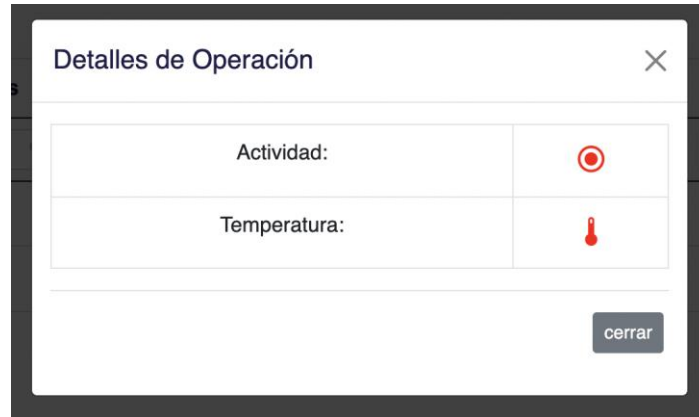 Detalles de Operación
s
Actividad:
Temperatura:
cerrar